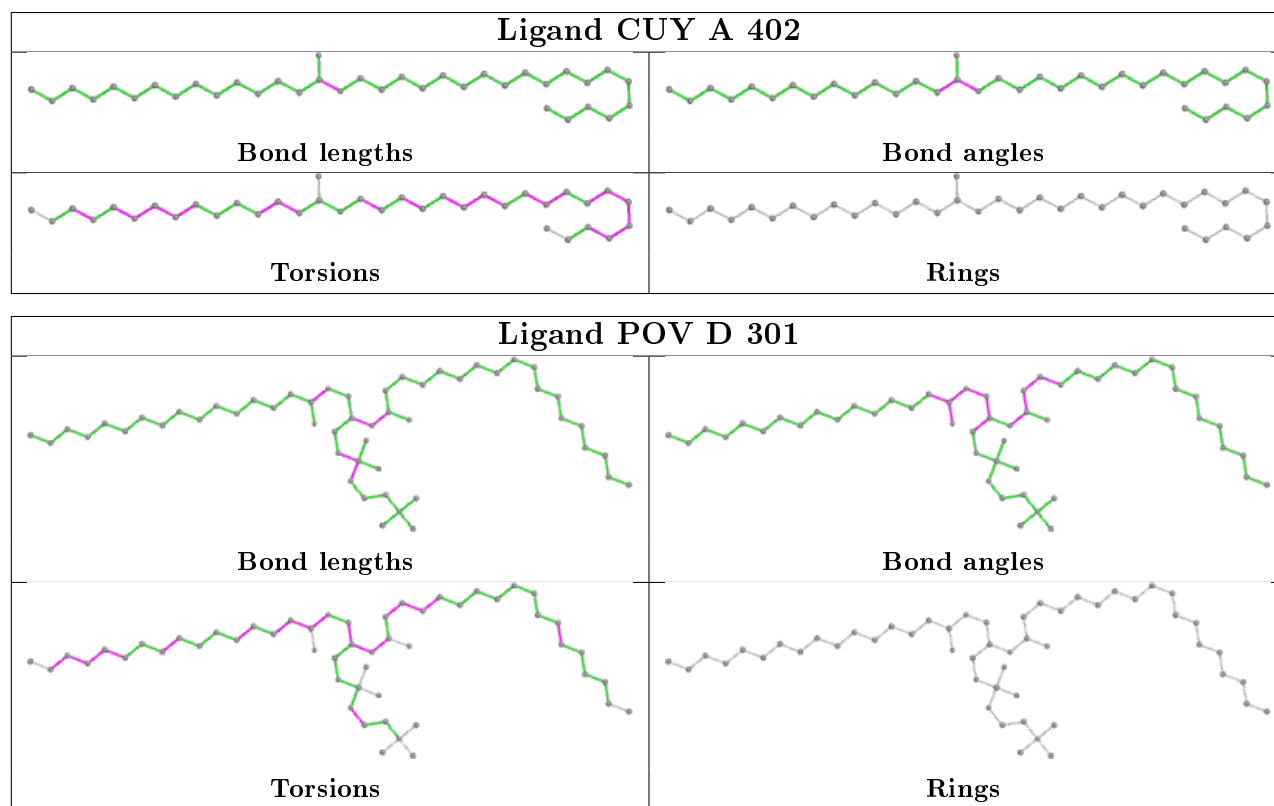 Ligand CUY A 402
Bond lengths
Bond angles
Torsions
Rings
Ligand POV D 301
Bond lengths
Bond angles
Torsions
Rings